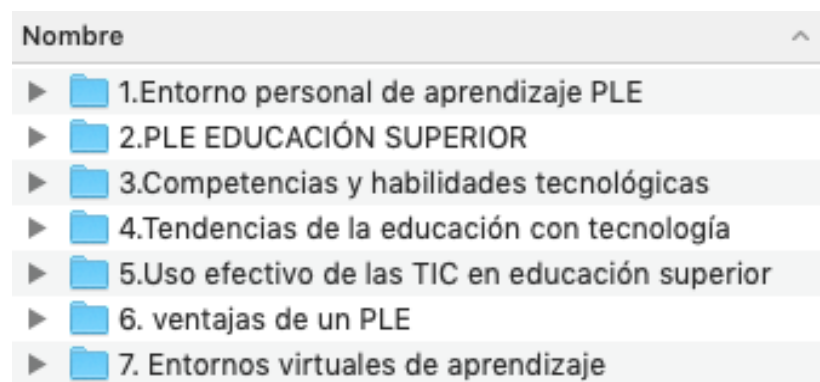 Nombre
1.Entorno personal de aprendizaje PLE
2.PLE EDUCACIÓN SUPERIOR
3.Competencias y habilidades tecnológicas
4.Tendencias de la educación con tecnología
5.Uso efectivo de las TIC en educación superior
6. ventajas de un PLE
7. Entornos virtuales de aprendizaje